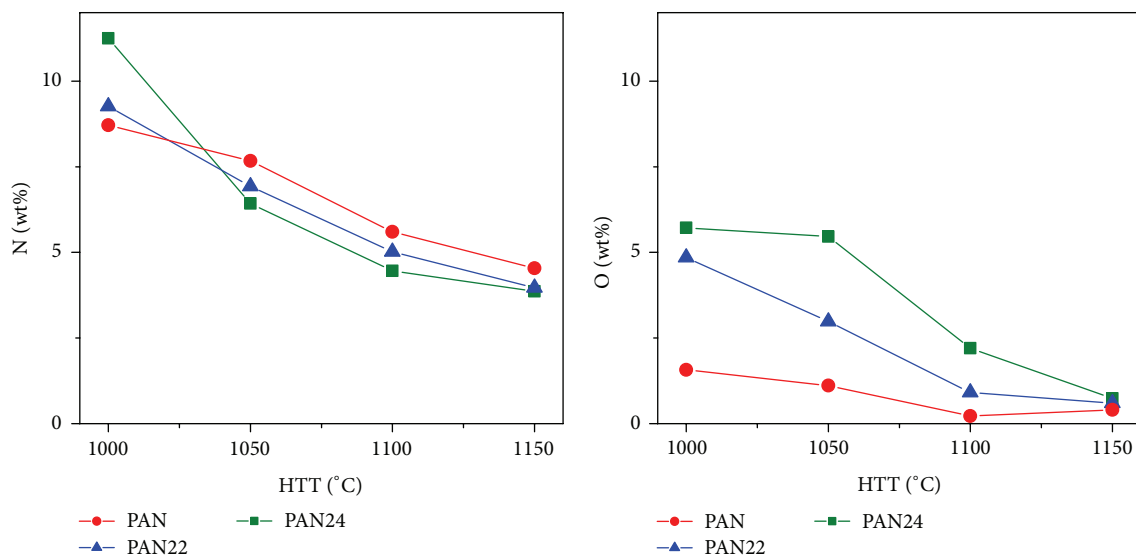 10
5
0
N (wt%)
1000 1050 1100 1150
HTT (°C)
PAN PAN24
PAN22
10
5
0
O (wt%)
1000 1050 1100 1150
HTT (°C)
PAN PAN24
PAN22